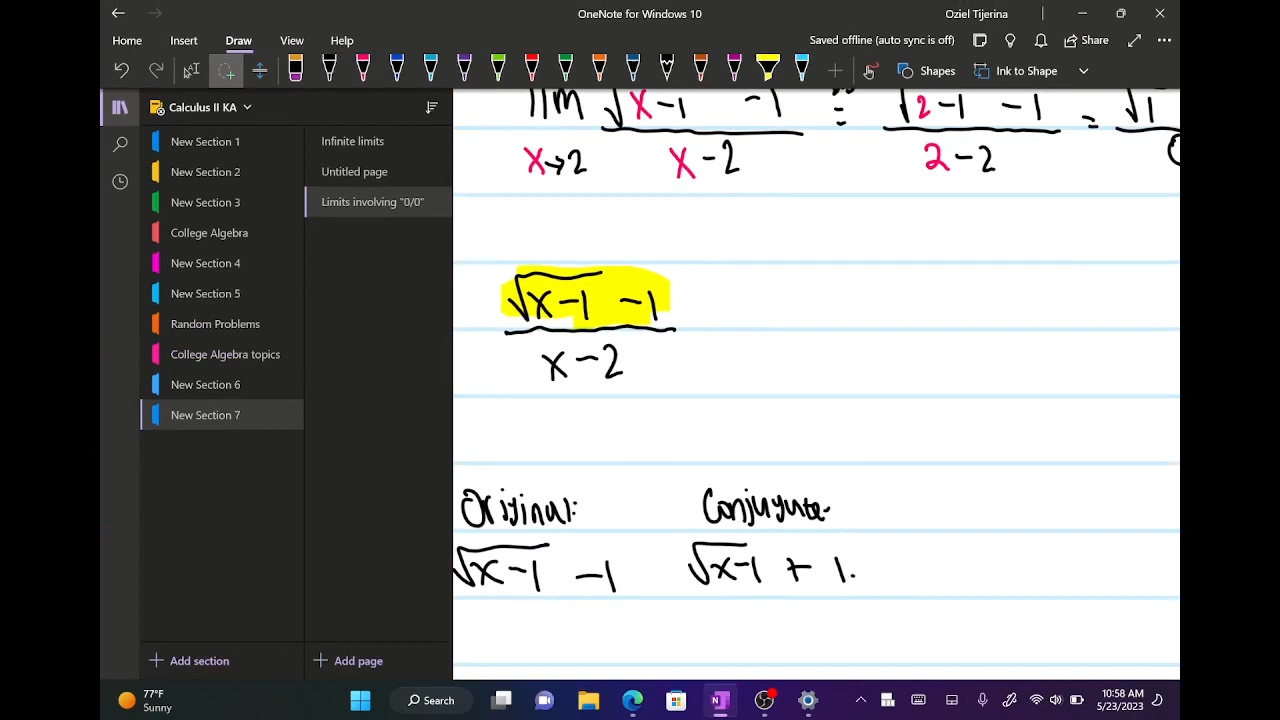 OneNote for Windows 10
Oziel Tijerina
Home Insert Draw View Help
Saved offline (auto sync is off)
Share
Shapes
Ink to Shape
Calculus II KA
New Section 1
New Section 2
New Section 3
College Algebra
New Section 4
New Section 5
Random Problems
College Algebra topics
New Section 6
New Section 7
Add section
Infinite limits
Untitled page
Limits involving "0/0"
Add page
lim √x-1 -1 = √2-1 -1 = √1
x→2 x-2 2-2
√x-1 -1
x-2
Original: Conjugate:
√x-1 -1 √x-1 + 1.
77°F
Sunny
Search
10:58 AM
5/23/2023